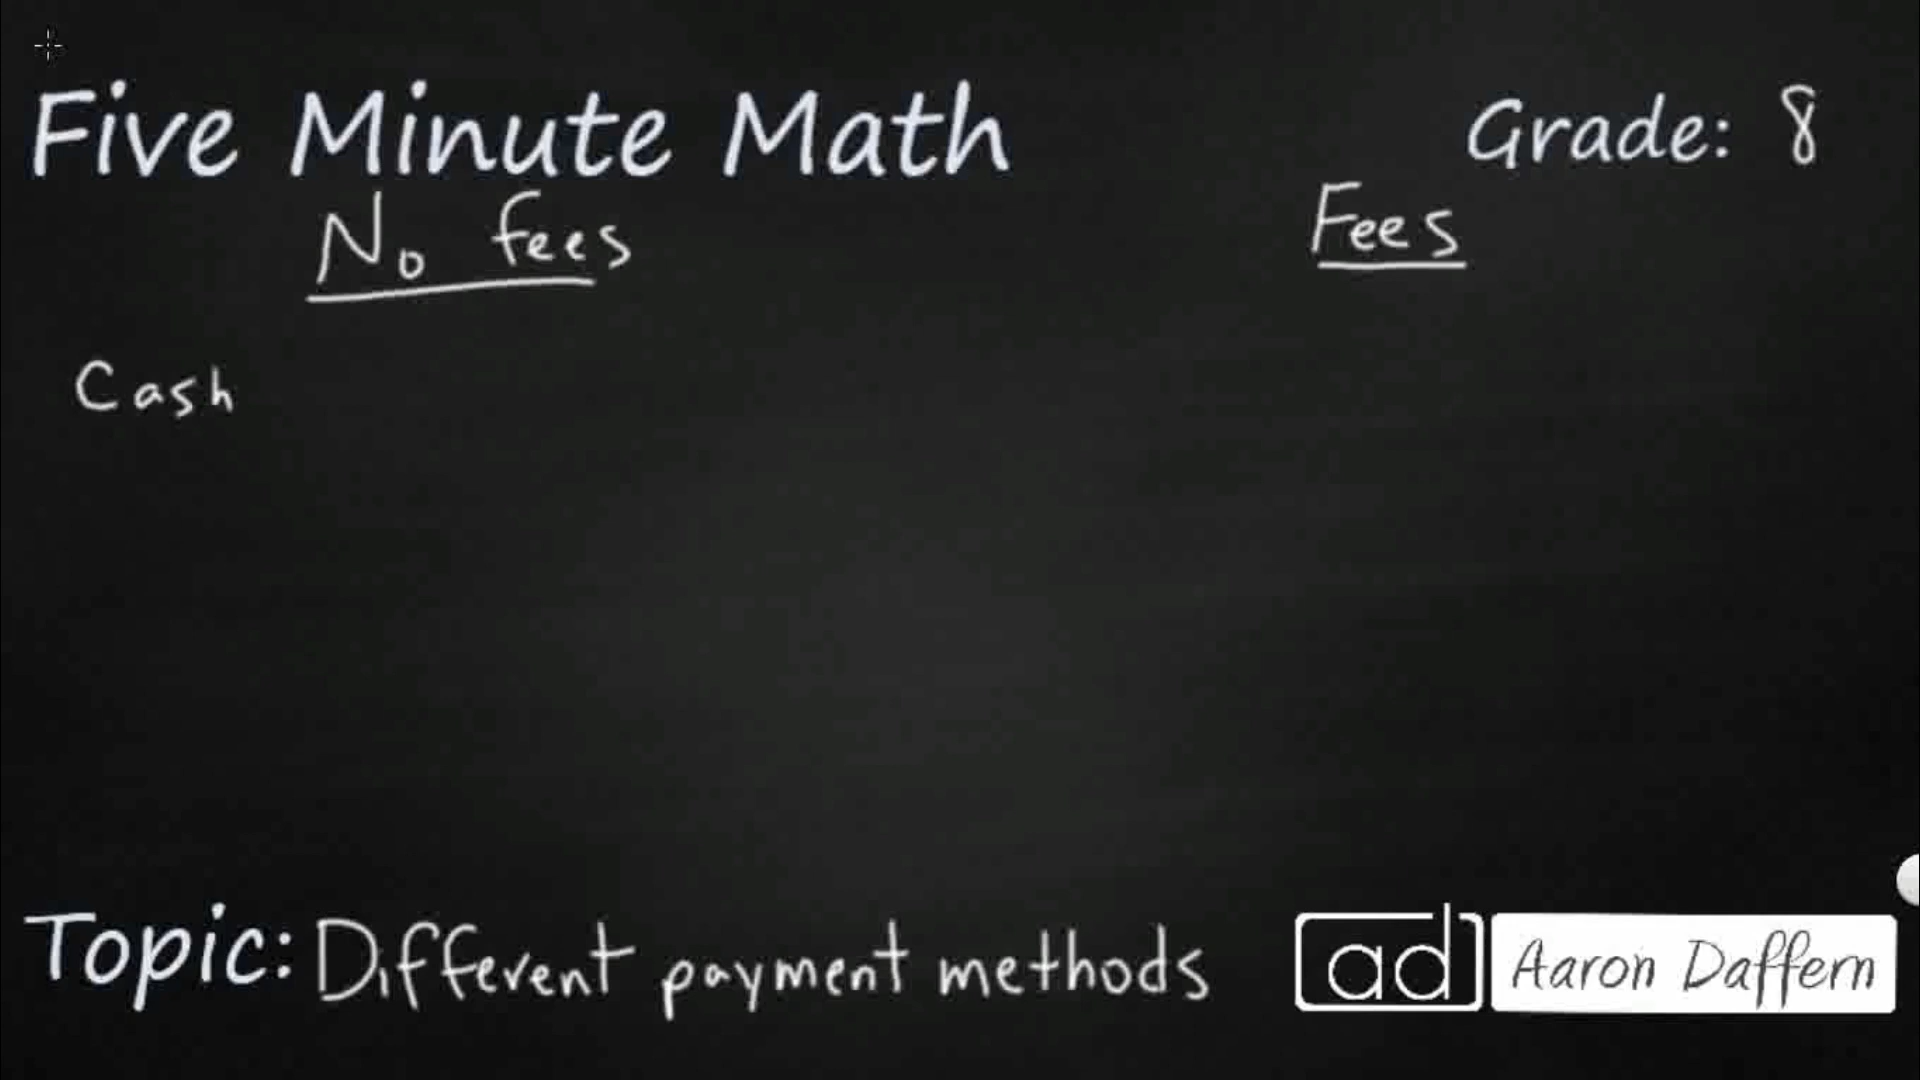 Five Minute Math
Grade: 8
No fees
Fees
Cash
Topic: Different payment methods
ad Aaron Daffern